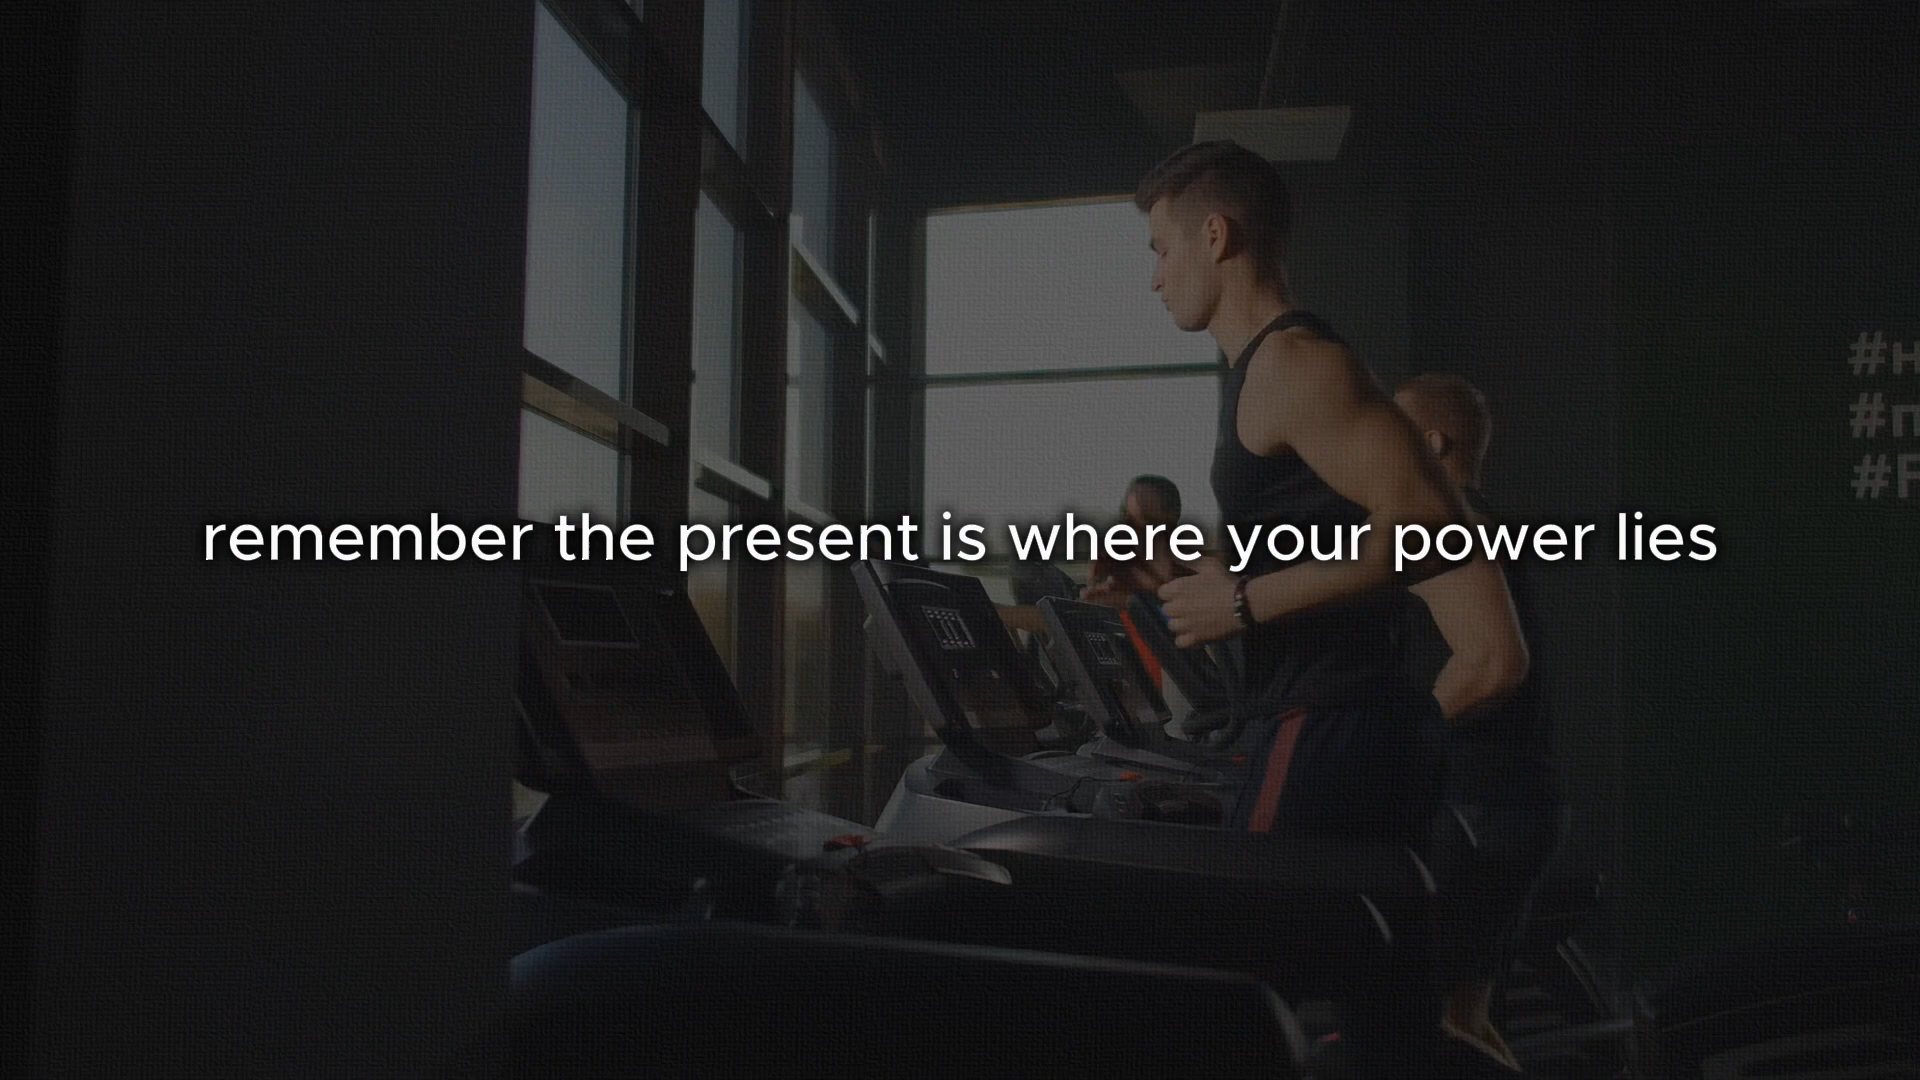 remember the present is where your power lies
#н
#п
#F